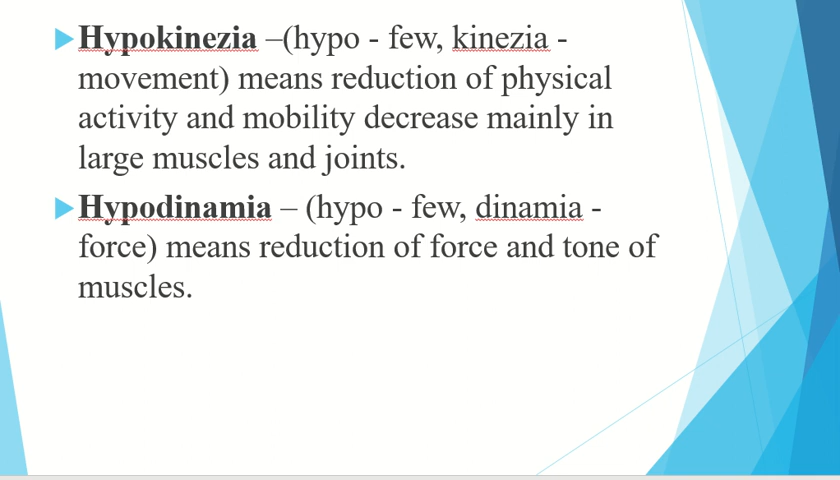 Hypokinezia –(hypo - few, kinezia -
movement) means reduction of physical
activity and mobility decrease mainly in
large muscles and joints.
Hypodinamia – (hypo - few, dinamia -
force) means reduction of force and tone of
muscles.